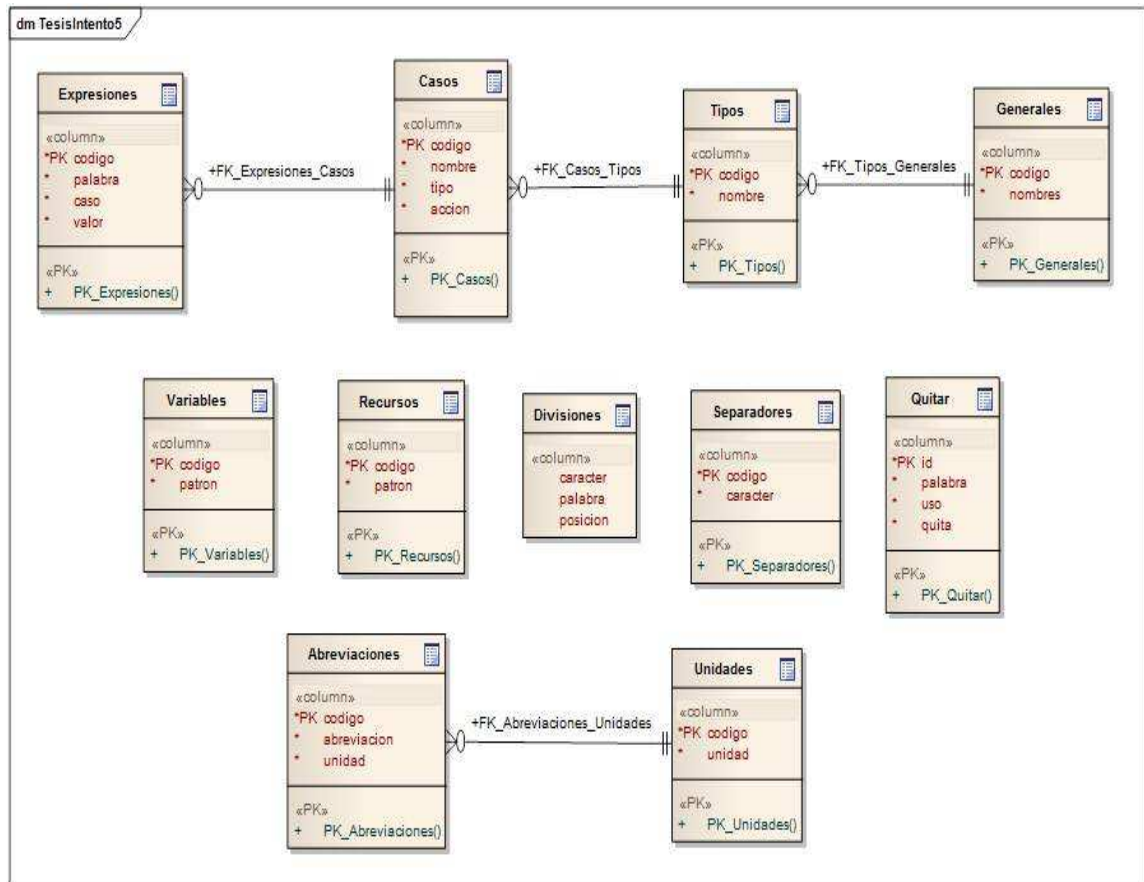 dm TesisIntento5
Expresiones
«column»
*PK codigo
* palabra
* caso
* valor
«PK»
+ PK_Expresiones()
+FK_Expresiones_Casos
Casos
«column»
*PK codigo
* nombre
* tipo
* accion
«PK»
+ PK_Casos()
+FK_Casos_Tipos
Tipos
«column»
*PK codigo
* nombre
«PK»
+ PK_Tipos()
+FK_Tipos_Generales
Generales
«column»
*PK codigo
* nombres
«PK»
+ PK_Generales()
Variables
«column»
*PK codigo
* patron
«PK»
+ PK_Variables()
Recursos
«column»
*PK codigo
* patron
«PK»
+ PK_Recursos()
Divisiones
«column»
caracter
palabra
posicion
Separadores
«column»
*PK codigo
* caracter
«PK»
+ PK_Separadores()
Quitar
«column»
*PK id
* palabra
* uso
* quita
«PK»
+ PK_Quitar()
Abreviaciones
«column»
*PK codigo
* abreviacion
* unidad
«PK»
+ PK_Abreviaciones()
+FK_Abreviaciones_Unidades
Unidades
«column»
*PK codigo
* unidad
«PK»
+ PK_Unidades()